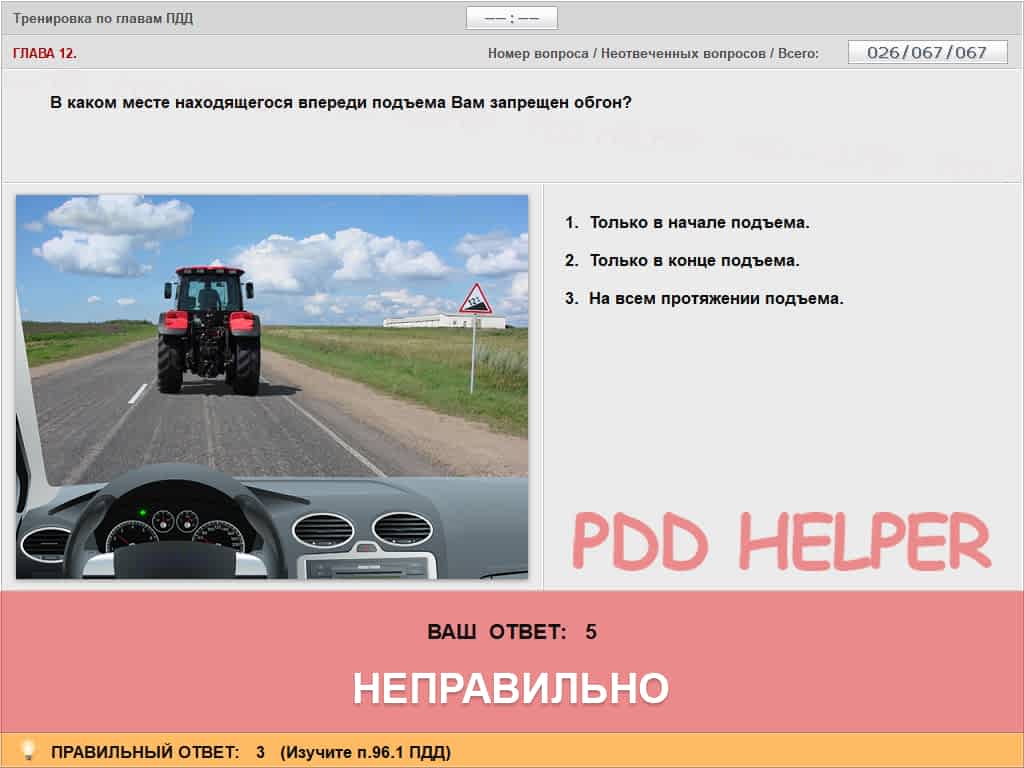 Тренировка по главам ПДД
–– : ––
ГЛАВА 12.
Номер вопроса / Неотвеченных вопросов / Всего:
026/067/067
В каком месте находящегося впереди подъема Вам запрещен обгон?
1. Только в начале подъема.
2. Только в конце подъема.
3. На всем протяжении подъема.
12%
PDD HELPER
ВАШ ОТВЕТ: 5
НЕПРАВИЛЬНО
ПРАВИЛЬНЫЙ ОТВЕТ: 3 (Изучите п.96.1 ПДД)